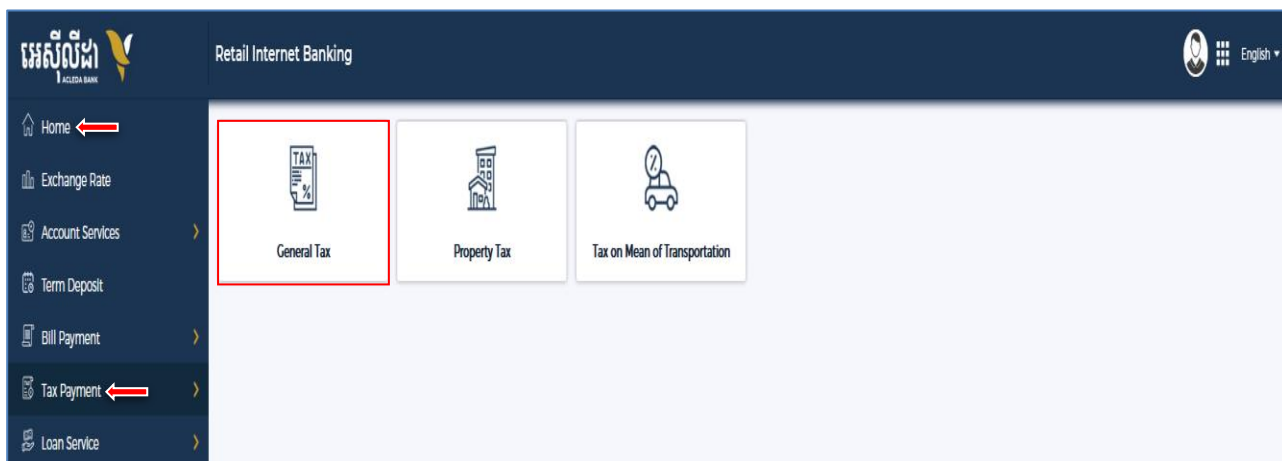 អេស៊ីលីដា
ACLEDA BANK
Retail Internet Banking
English
Home
Exchange Rate
Account Services
Term Deposit
Bill Payment
Tax Payment
Loan Service
TAX
%
General Tax
Property Tax
%
Tax on Mean of Transportation